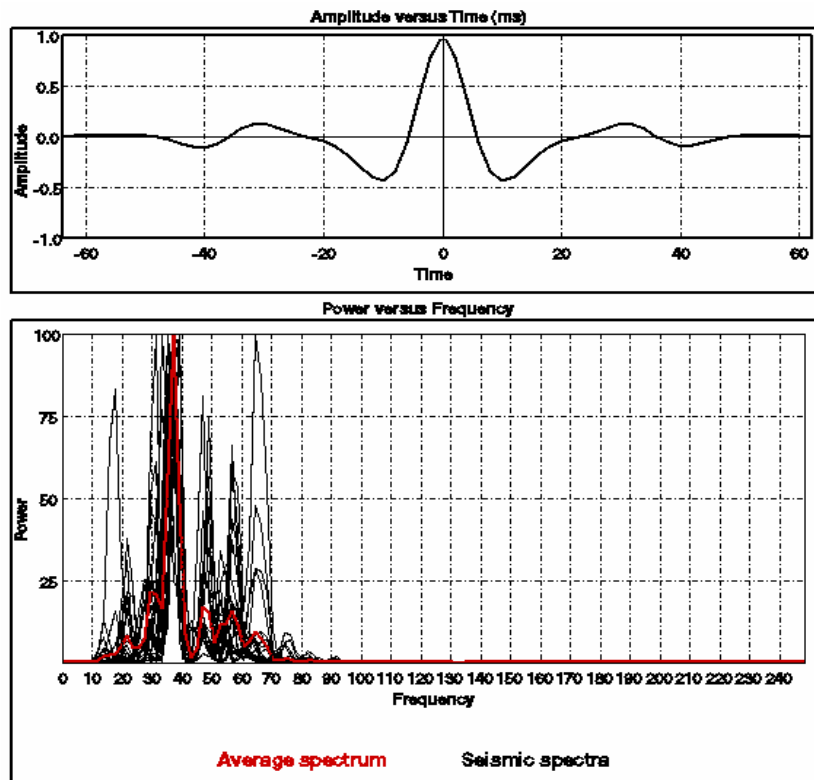 Amplitude versus Time (ms)
1.0
0.5
0.0
-0.5
-1.0
Amplitude
-60 -40 -20 0 20 40 60
Time
Power versus Frequency
100
75
50
25
Power
0 10 20 30 40 50 60 70 80 90 100 110 120 130 140 150 160 170 180 190 200 210 220 230 240
Frequency
Average spectrum Seismic spectra